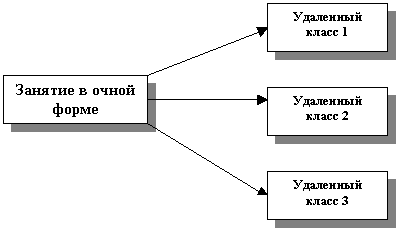 Удаленный
класс 1
Занятие в очной
форме
Удаленный
класс 2
Удаленный
класс 3